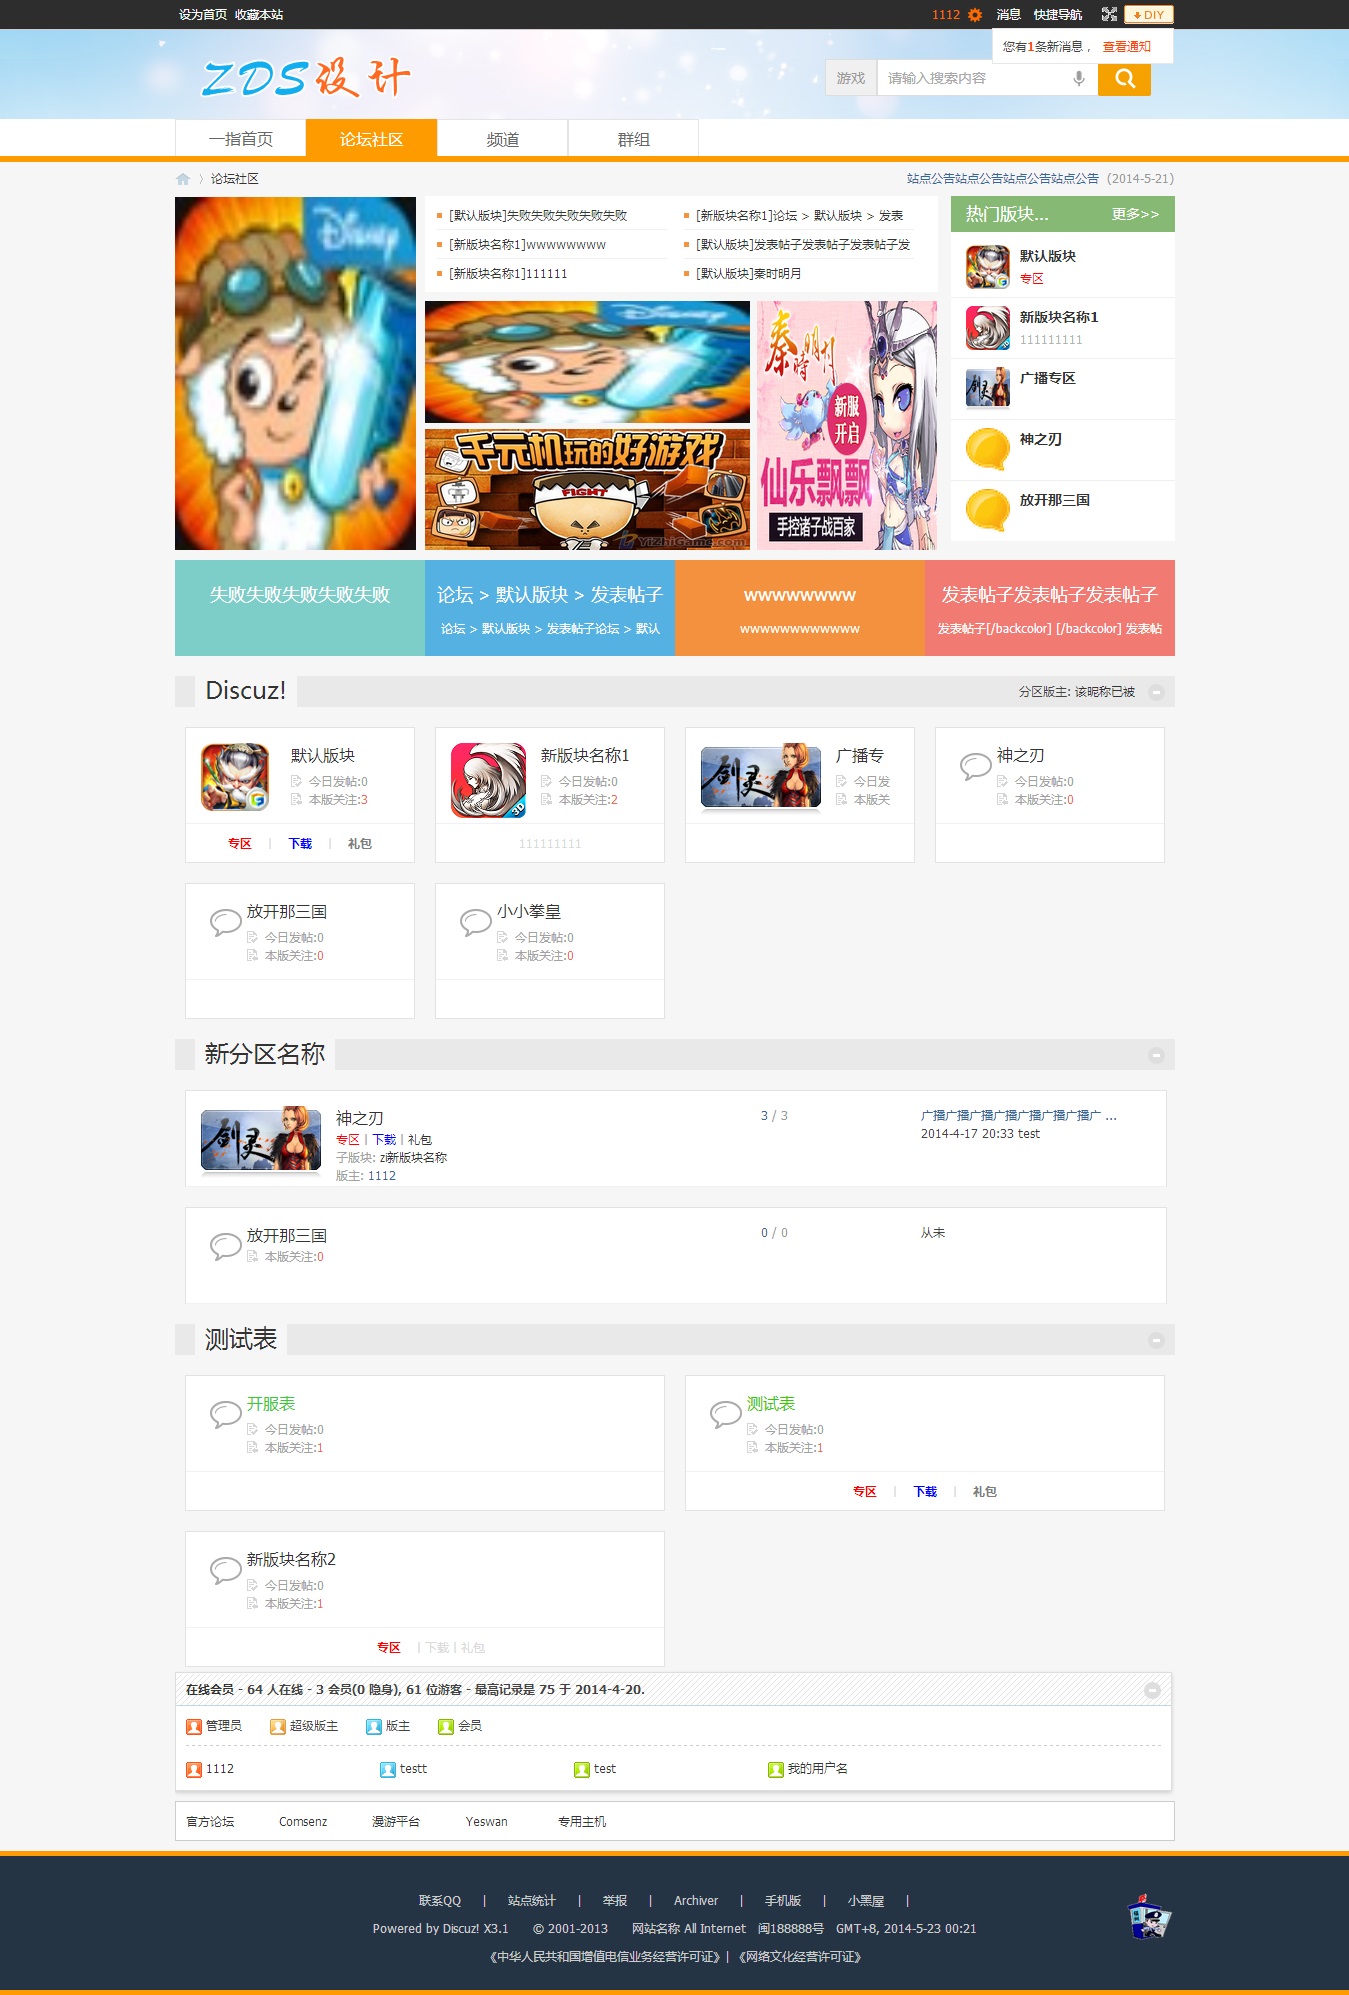 设为首页 收藏本站
1112 消息 快捷导航 DIY
您有1条新消息， 查看通知
ZDS设计
游戏 请输入搜索内容
一指首页 论坛社区 频道 群组
论坛社区
站点公告站点公告站点公告站点公告 (2014-5-21)
Disney
[默认版块]失败失败失败失败失败
[新版块名称1]论坛 > 默认版块 > 发表
[新版块名称1]wwwwwwww
[默认版块]发表帖子发表帖子发表帖子发
[新版块名称1]111111
[默认版块]秦时明月
千元机玩的好游戏
FIGHT
YiZhiGame.com
秦時明月
新服
开启
仙乐飘飘
手控诸子战百家
热门版块... 更多>>
默认版块
专区
新版块名称1
111111111
广播专区
神之刃
放开那三国
失败失败失败失败失败
论坛 > 默认版块 > 发表帖子
论坛 > 默认版块 > 发表帖子论坛 > 默认
wwwwwwww
wwwwwwwwwwww
发表帖子发表帖子发表帖子
发表帖子[/backcolor] [/backcolor] 发表帖
Discuz!
分区版主: 该昵称已被
默认版块
今日发帖:0
本版关注:3
专区 | 下载 | 礼包
新版块名称1
今日发帖:0
本版关注:2
3D
111111111
剑灵
广播专
今日发
本版关
神之刃
今日发帖:0
本版关注:0
放开那三国
今日发帖:0
本版关注:0
小小拳皇
今日发帖:0
本版关注:0
新分区名称
剑灵
神之刃
专区 | 下载 | 礼包
子版块: zi新版块名称
版主: 1112
3 / 3
广播广播广播广播广播广播广播广 ...
2014-4-17 20:33 test
放开那三国
本版关注:0
0 / 0
从未
测试表
开服表
今日发帖:0
本版关注:1
测试表
今日发帖:0
本版关注:1
专区 | 下载 | 礼包
新版块名称2
今日发帖:0
本版关注:1
专区 | 下载 | 礼包
在线会员 - 64 人在线 - 3 会员(0 隐身), 61 位游客 - 最高记录是 75 于 2014-4-20.
管理员 超级版主 版主 会员
1112 testt test 我的用户名
官方论坛 Comsenz 漫游平台 Yeswan 专用主机
联系QQ | 站点统计 | 举报 | Archiver | 手机版 | 小黑屋 |
Powered by Discuz! X3.1 © 2001-2013 网站名称 All Internet 闽188888号 GMT+8, 2014-5-23 00:21
《中华人民共和国增值电信业务经营许可证》| 《网络文化经营许可证》